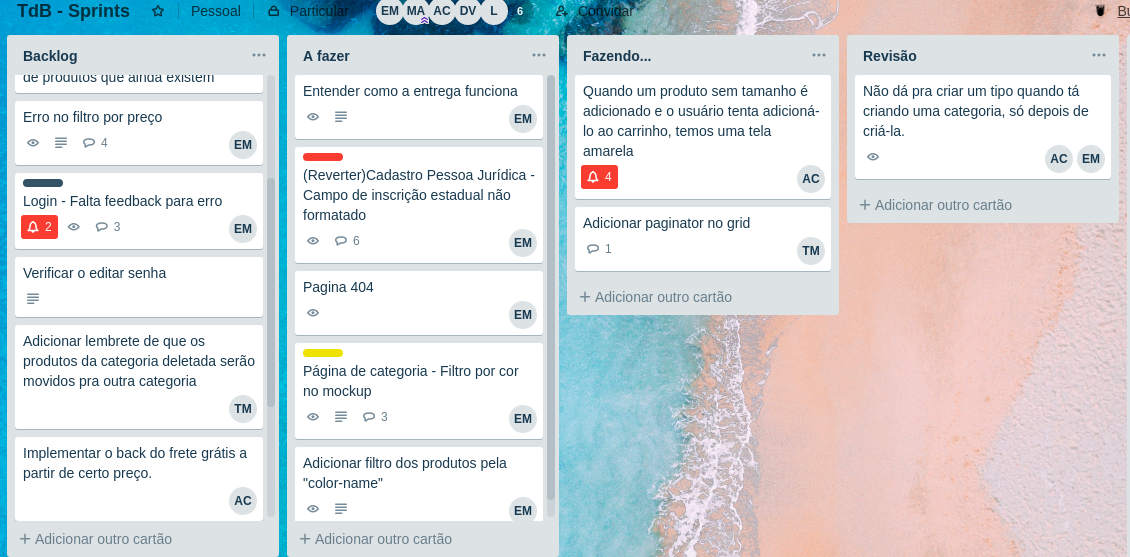 TdB - Sprints
Pessoal
Particular
EM MA AC DV L 6
Convidar
Bu
Backlog
de produtos que ainda existem
Erro no filtro por preço
4
EM
Login - Falta feedback para erro
2
3
EM
Verificar o editar senha
Adicionar lembrete de que os
produtos da categoria deletada serão
movidos pra outra categoria
TM
Implementar o back do frete grátis a
partir de certo preço.
AC
+ Adicionar outro cartão
A fazer
Entender como a entrega funciona
EM
(Reverter)Cadastro Pessoa Jurídica -
Campo de inscrição estadual não
formatado
6
EM
Pagina 404
EM
Página de categoria - Filtro por cor
no mockup
3
EM
Adicionar filtro dos produtos pela
"color-name"
EM
+ Adicionar outro cartão
Fazendo...
Quando um produto sem tamanho é
adicionado e o usuário tenta adicioná-
lo ao carrinho, temos uma tela
amarela
4
AC
Adicionar paginator no grid
1
TM
+ Adicionar outro cartão
Revisão
Não dá pra criar um tipo quando tá
criando uma categoria, só depois de
criá-la.
AC EM
+ Adicionar outro cartão